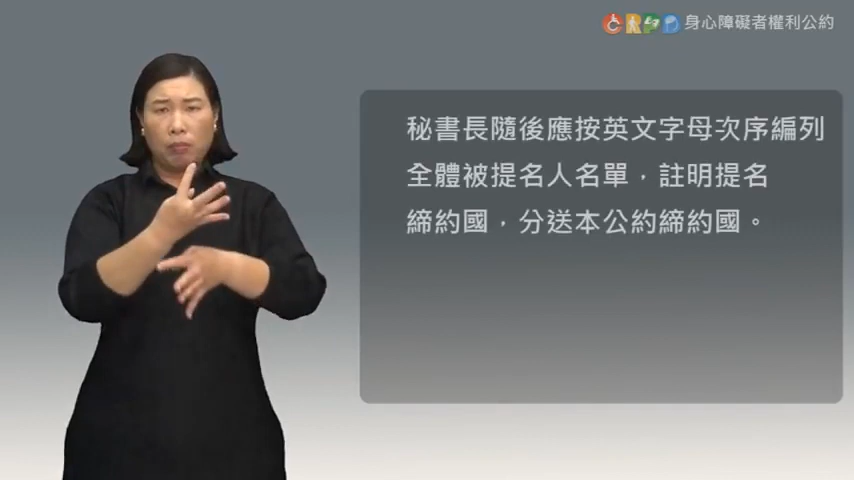 CRPD 身心障礙者權利公約
秘書長隨後應按英文字母次序編列
全體被提名人名單，註明提名
締約國，分送本公約締約國。